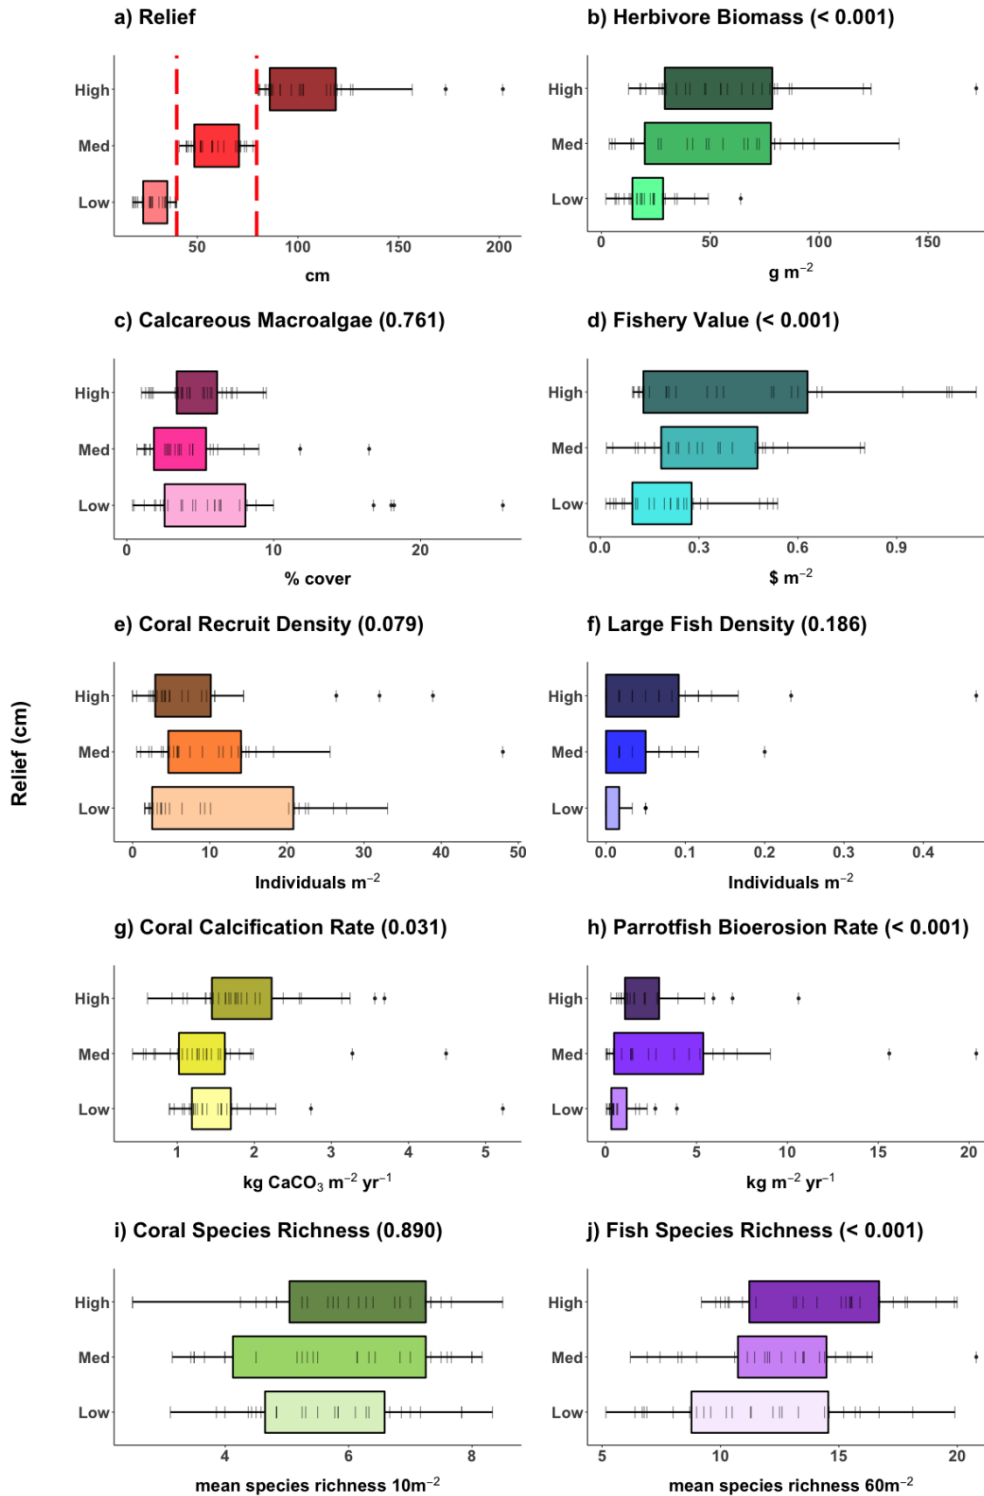 a) Relief
High
Med
Low
50 100 150 200
cm
b) Herbivore Biomass (< 0.001)
High
Med
Low
0 50 100 150
g m⁻²
c) Calcareous Macroalgae (0.761)
High
Med
Low
0 10 20
% cover
d) Fishery Value (< 0.001)
High
Med
Low
0.0 0.3 0.6 0.9
$ m⁻²
Relief (cm)
e) Coral Recruit Density (0.079)
High
Med
Low
0 10 20 30 40 50
Individuals m⁻²
f) Large Fish Density (0.186)
High
Med
Low
0.0 0.1 0.2 0.3 0.4
Individuals m⁻²
g) Coral Calcification Rate (0.031)
High
Med
Low
1 2 3 4 5
kg CaCO₃ m⁻² yr⁻¹
h) Parrotfish Bioerosion Rate (< 0.001)
High
Med
Low
0 5 10 15 20
kg m⁻² yr⁻¹
i) Coral Species Richness (0.890)
High
Med
Low
4 6 8
mean species richness 10m⁻²
j) Fish Species Richness (< 0.001)
High
Med
Low
5 10 15 20
mean species richness 60m⁻²